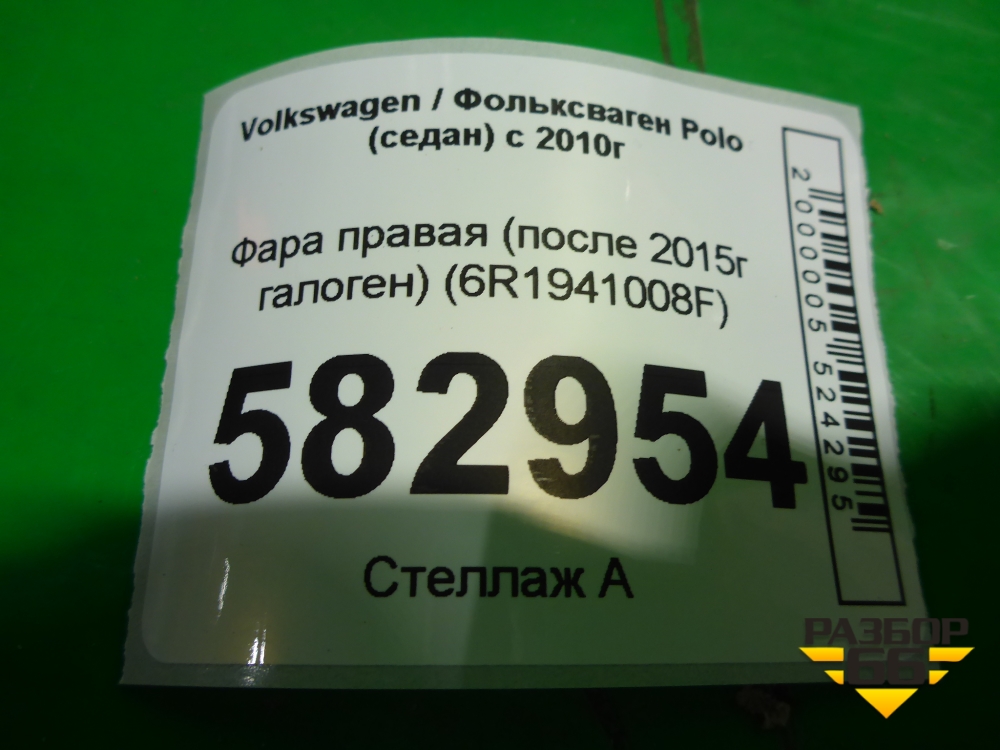 Volkswagen / Фольксваген Polo
(седан) с 2010г
Фара правая (после 2015г
галоген) (6R1941008F)
582954
Стеллаж А
2000005524295
РАЗБОР
66